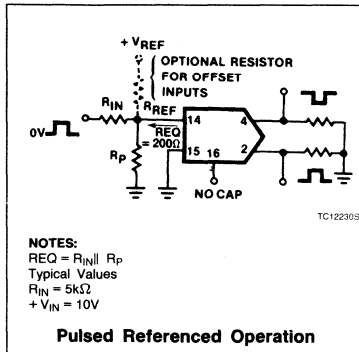 + VREF
OPTIONAL RESISTOR
FOR OFFSET
INPUTS
RIN
RREF
0V
REQ
= 200Ω
14
4
15
16
2
RP
NO CAP
TC12230S
NOTES:
REQ = RIN|| RP
Typical Values
RIN = 5kΩ
+ VIN = 10V
Pulsed Referenced Operation